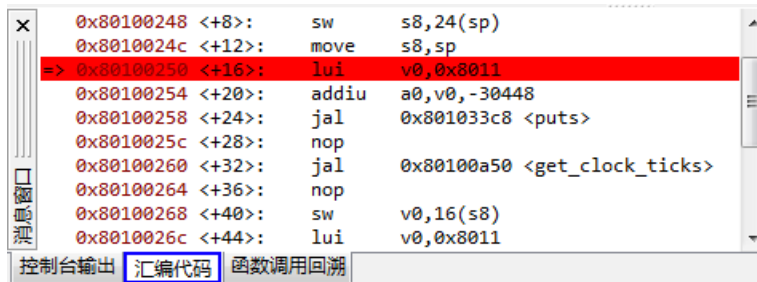 0x80100248 <+8>: sw s8,24(sp)
0x8010024c <+12>: move s8,sp
=> 0x80100250 <+16>: lui v0,0x8011
0x80100254 <+20>: addiu a0,v0,-30448
0x80100258 <+24>: jal 0x801033c8 <puts>
0x8010025c <+28>: nop
0x80100260 <+32>: jal 0x80100a50 <get_clock_ticks>
0x80100264 <+36>: nop
0x80100268 <+40>: sw v0,16(s8)
0x8010026c <+44>: lui v0,0x8011
消息窗口
控制台输出 汇编代码 函数调用回溯